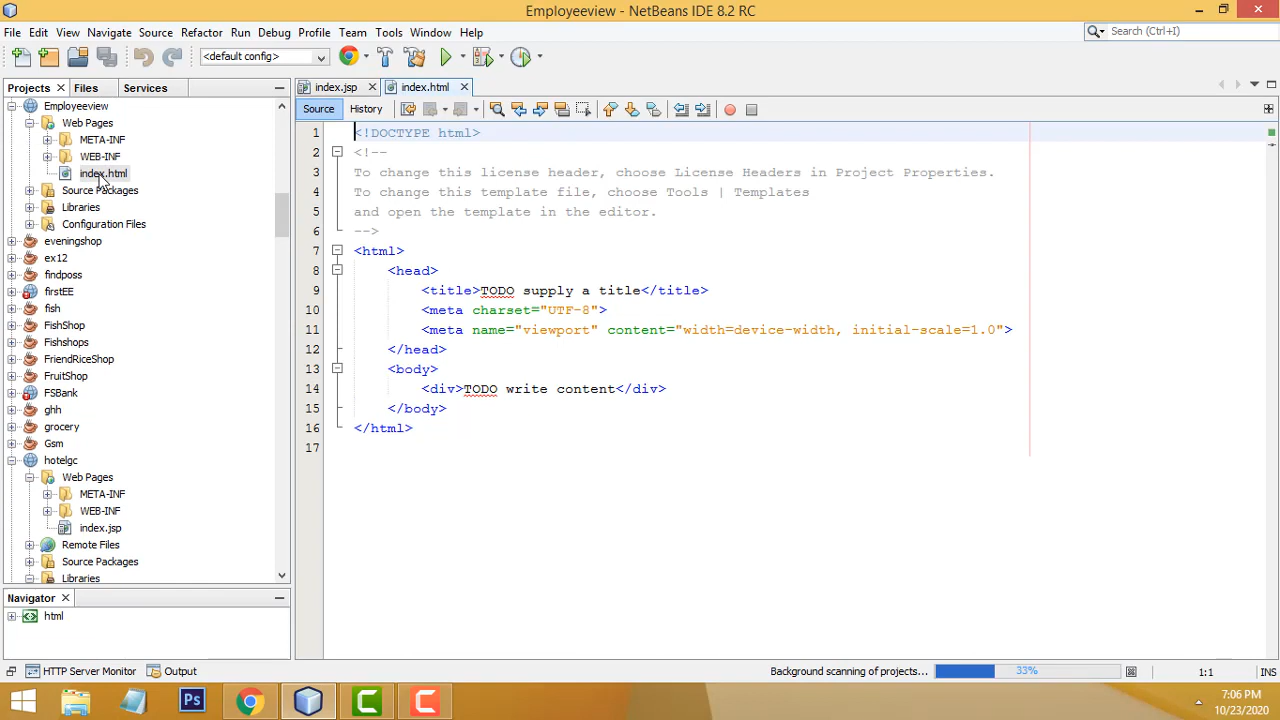 Employeeview - NetBeans IDE 8.2 RC
File Edit View Navigate Source Refactor Run Debug Profile Team Tools Window Help
Search (Ctrl+I)
<default config>
Projects Files Services
index.jsp index.html
Source History
Employeeview
Web Pages
META-INF
WEB-INF
index.html
Source Packages
Libraries
Configuration Files
eveningshop
ex12
findposs
firstEE
fish
FishShop
Fishshops
FriendRiceShop
FruitShop
FSBank
ghh
grocery
Gsm
hotelgc
Web Pages
META-INF
WEB-INF
index.jsp
Remote Files
Source Packages
Libraries
1 <!DOCTYPE html>
2 <!--
3 To change this license header, choose License Headers in Project Properties.
4 To change this template file, choose Tools | Templates
5 and open the template in the editor.
6 -->
7 <html>
8 <head>
9 <title>TODO supply a title</title>
10 <meta charset="UTF-8">
11 <meta name="viewport" content="width=device-width, initial-scale=1.0">
12 </head>
13 <body>
14 <div>TODO write content</div>
15 </body>
16 </html>
17
Navigator
html
HTTP Server Monitor Output
Background scanning of projects... 33% 1:1 INS
Ps
7:06 PM
10/23/2020